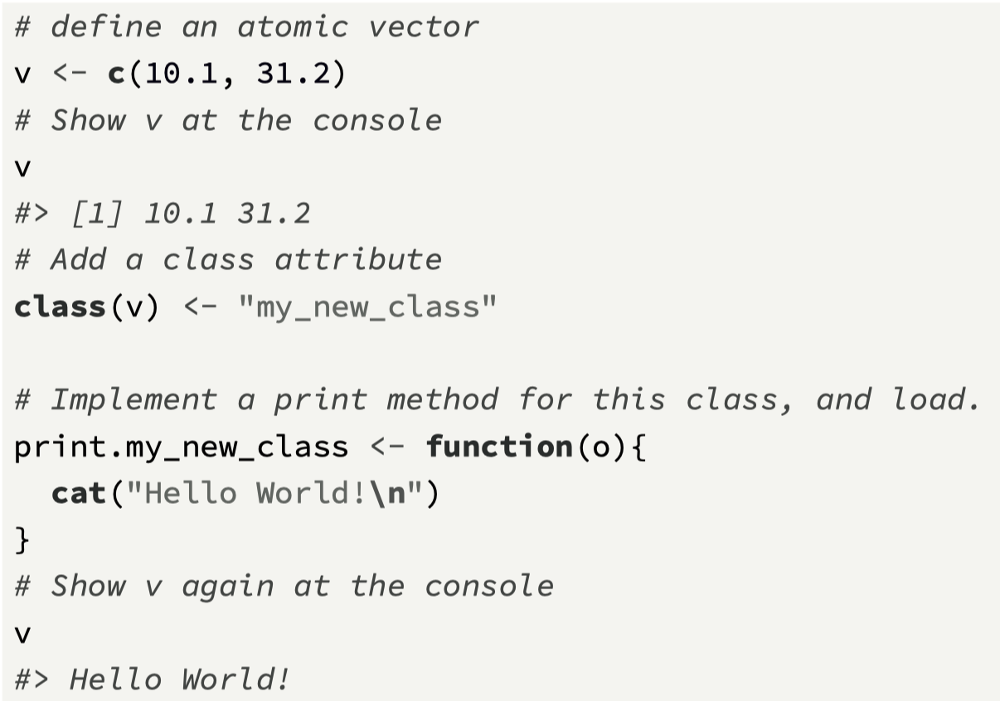 # define an atomic vector
v <- c(10.1, 31.2)
# Show v at the console
v
#> [1] 10.1 31.2
# Add a class attribute
class(v) <- "my_new_class"

# Implement a print method for this class, and load.
print.my_new_class <- function(o){
  cat("Hello World!\n")
}
# Show v again at the console
v
#> Hello World!